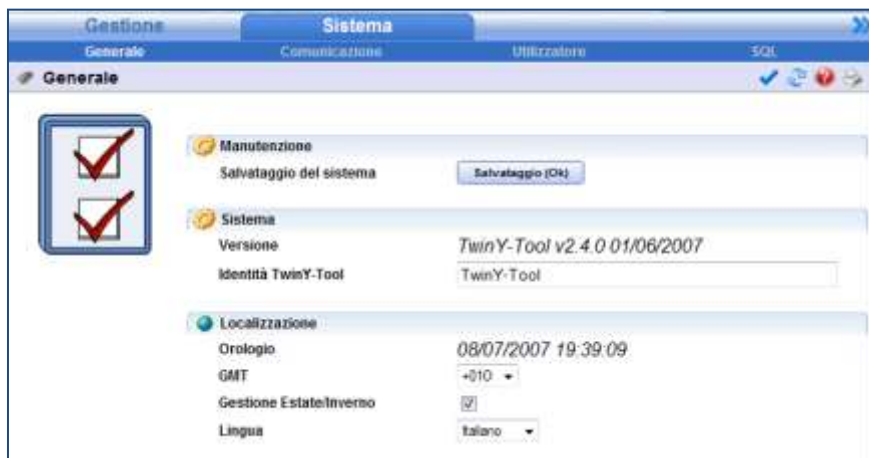 Gestione Sistema
Generale Comunicazione Utilizzatore SQL
Generale
Manutenzione
Salvataggio del sistema Salvataggio (Ok)
Sistema
Versione TwinY-Tool v2.4.0 01/06/2007
Identità TwinY-Tool TwinY-Tool
Localizzazione
Orologio 08/07/2007 19:39:09
GMT +010
Gestione Estate/Inverno
Lingua Italiano